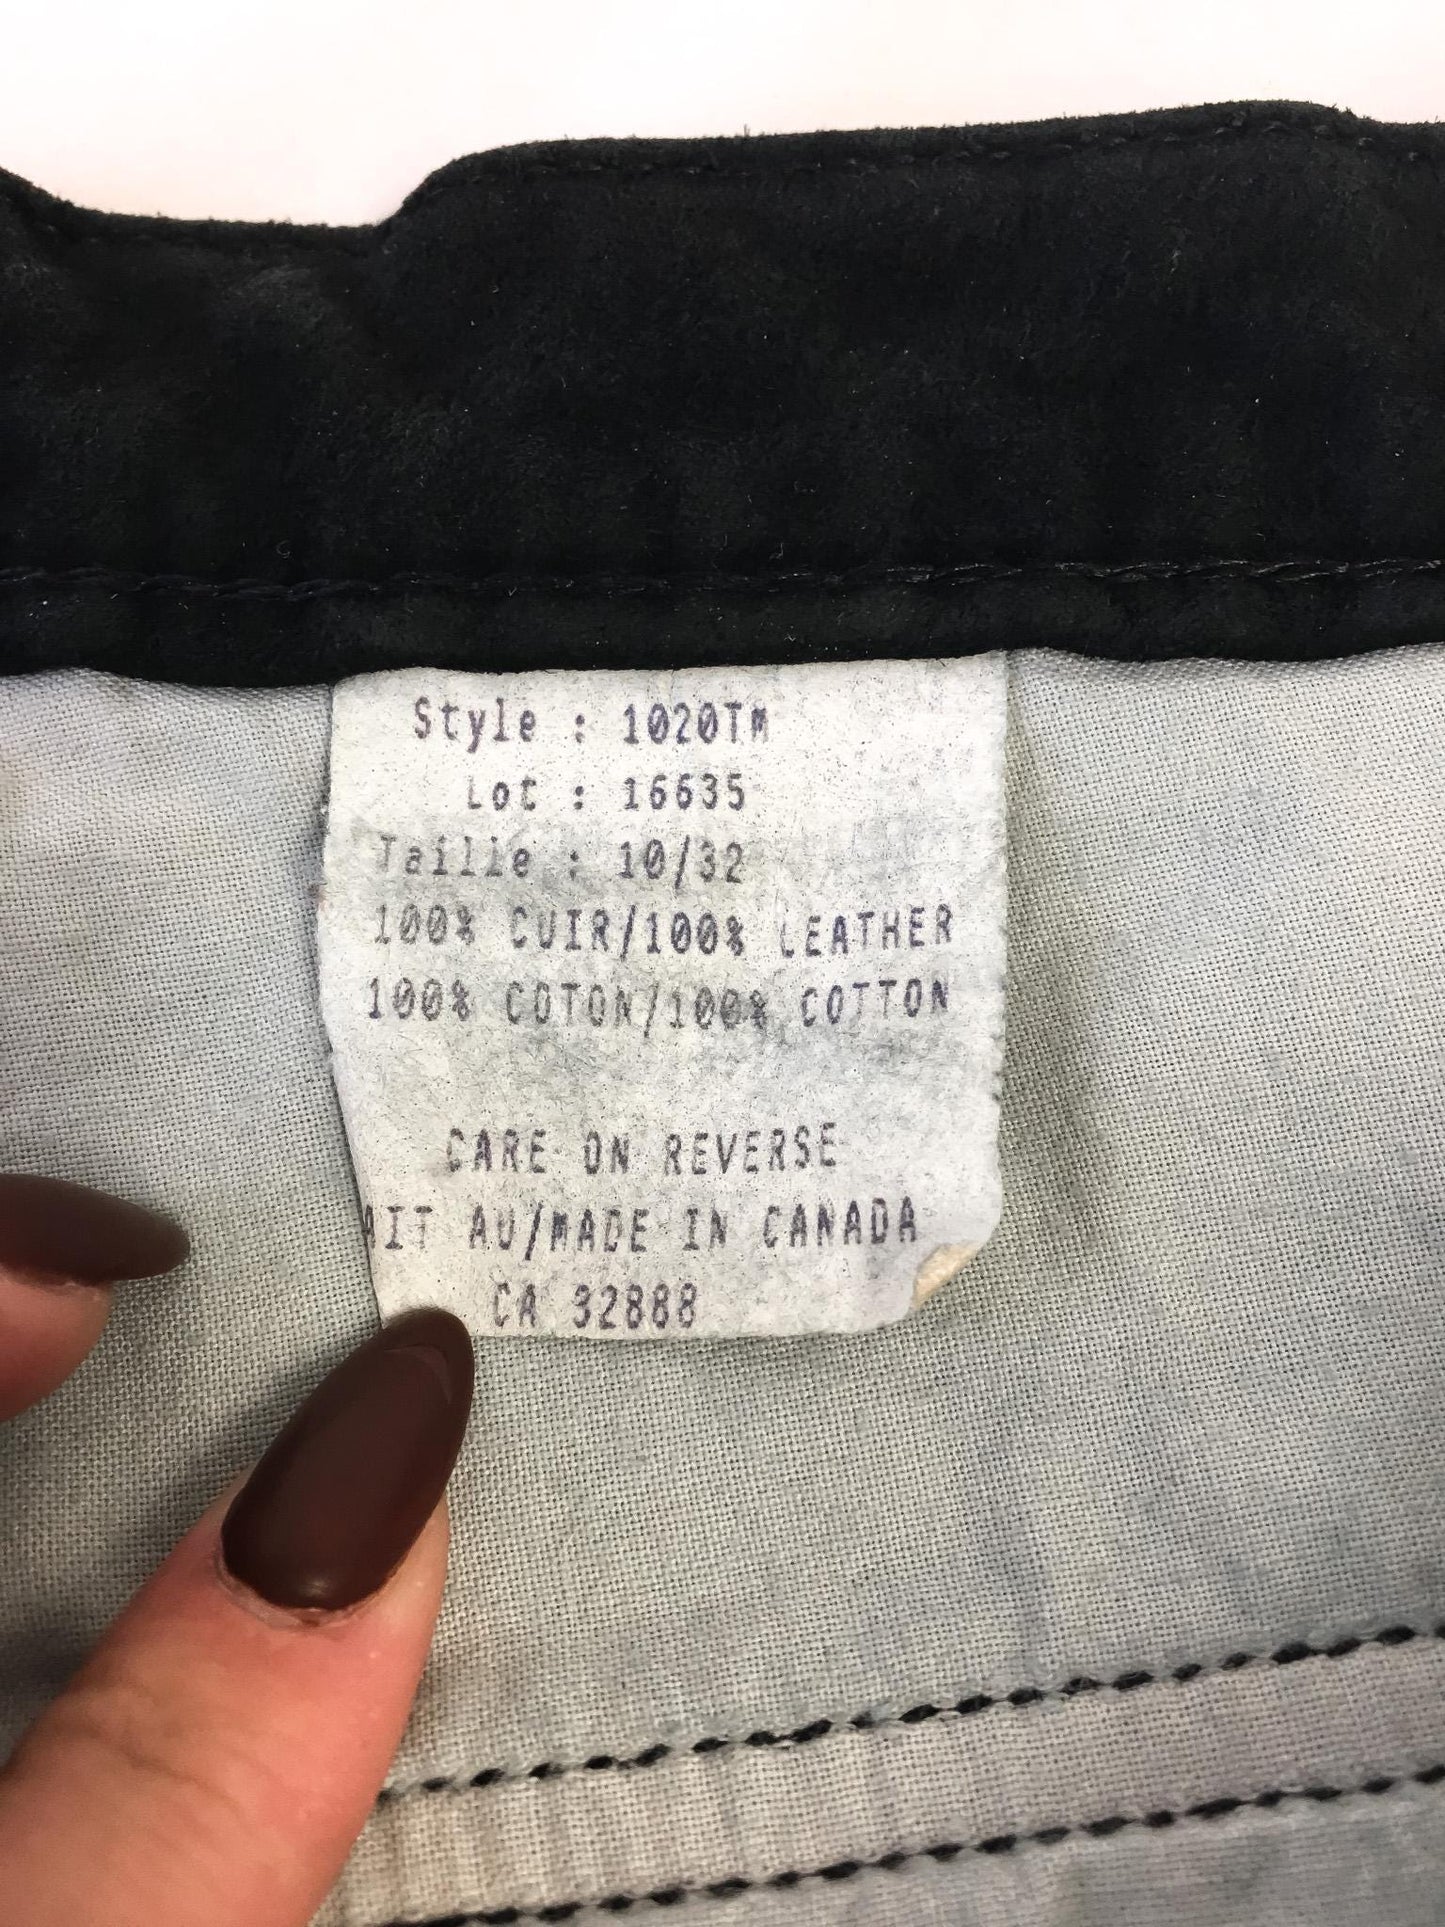 Style : 1020TM
Lot : 16635
Taille : 10/32
100% CUIR/100% LEATHER
100% COTON/100% COTTON
CARE ON REVERSE
AIT AU/MADE IN CANADA
CA 32888